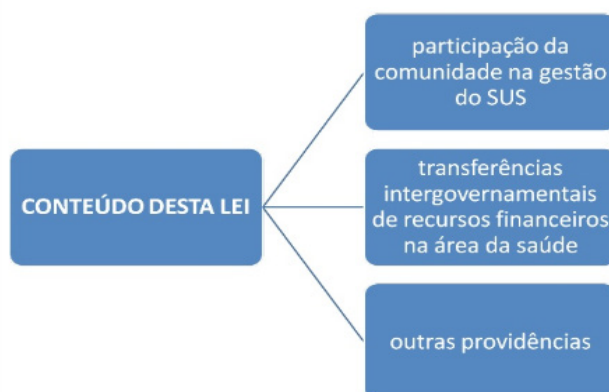 participação da
comunidade na gestão
do SUS
CONTEÚDO DESTA LEI
transferências
intergovernamentais
de recursos financeiros
na área da saúde
outras providências